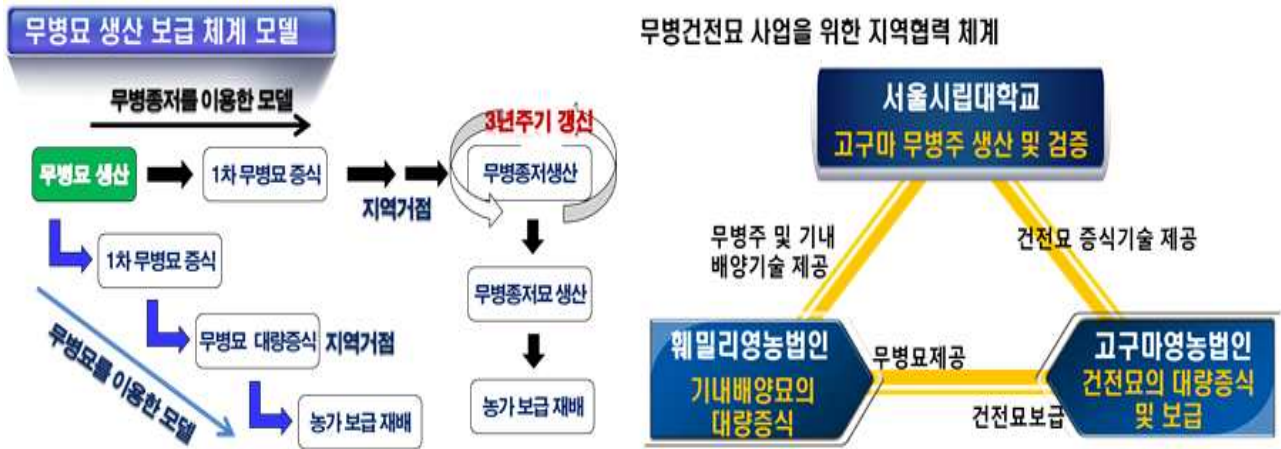 무병묘 생산 보급 체계 모델
무병종저를 이용한 모델
3년주기 갱신
무병묘 생산
1차 무병묘 증식
지역거점
무병종저생산
1차 무병묘 증식
무병종저묘 생산
무병묘 대량증식 지역거점
무병묘를 이용한 모델
농가 보급 재배
농가 보급 재배
무병건전묘 사업을 위한 지역협력 체계
서울시립대학교
고구마 무병주 생산 및 검증
무병주 및 기내
배양기술 제공
건전묘 증식기술 제공
훼밀리영농법인
기내배양묘의
대량증식
무병묘제공
건전묘보급
고구마영농법인
건전묘의 대량증식
및 보급